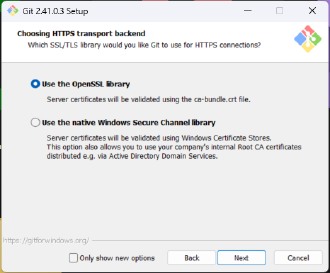 Git 2.41.0.3 Setup
Choosing HTTPS transport backend
Which SSL/TLS library would you like Git to use for HTTPS connections?
Use the OpenSSL library
Server certificates will be validated using the ca-bundle.crt file.
Use the native Windows Secure Channel library
Server certificates will be validated using Windows Certificate Stores.
This option also allows you to use your company's internal Root CA certificates
distributed e.g. via Active Directory Domain Services.
https://gitforwindows.org/
Only show new options
Back
Next
Cancel